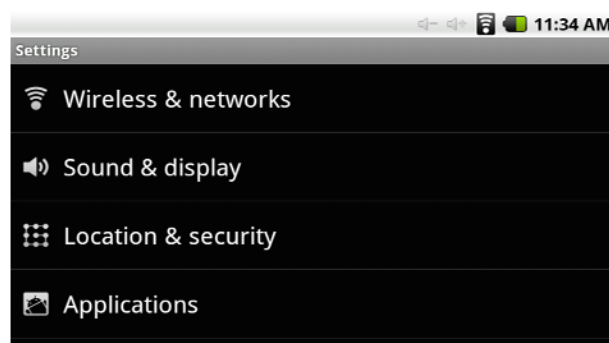 11:34 AM
Settings
Wireless & networks
Sound & display
Location & security
Applications